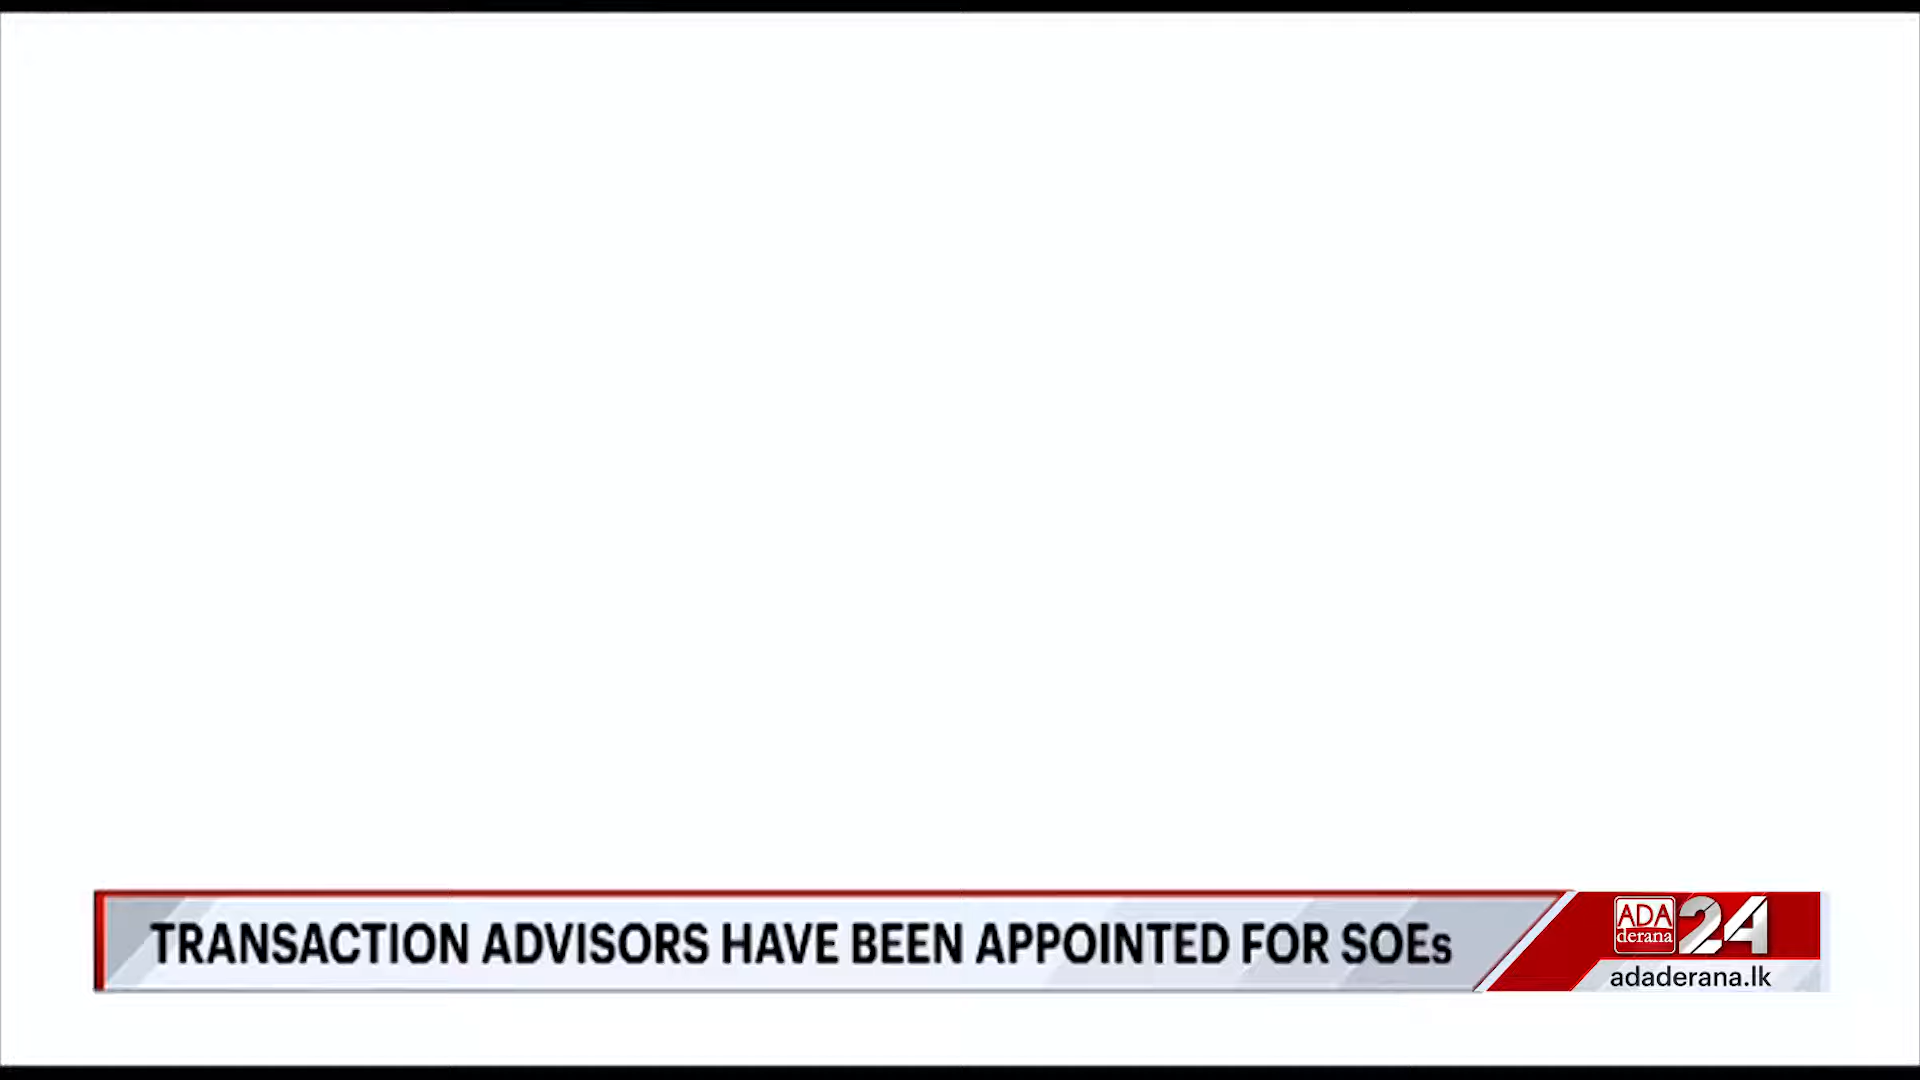 TRANSACTION ADVISORS HAVE BEEN APPOINTED FOR SOEs
ADA
derana
24
adaderana.lk